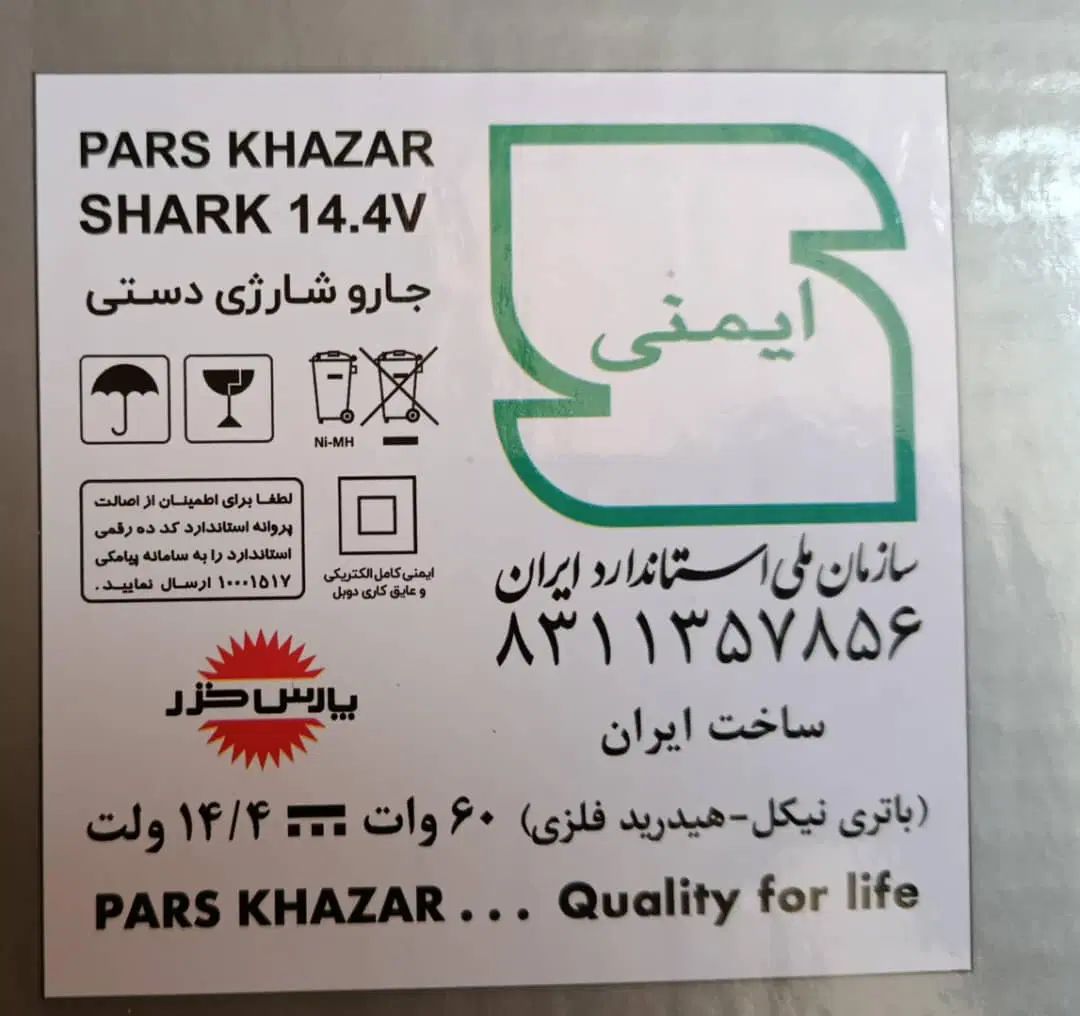 PARS KHAZAR
SHARK 14.4V
جارو شارژی دستی
Ni-MH
لطفا برای اطمینان از اصالت
پروانه استاندارد کد ده رقمی
استاندارد را به سامانه پیامکی
۱۰۰۰۱۵۱۷ ارسال نمایید.
ایمنی کامل الکتریکی
و عایق کاری دوبل
پارس خزر
ایمنی
سازمان ملی استاندارد ایران
۸۳۱۱۳۵۷۸۵۶
ساخت ایران
(باتری نیکل-هیدرید فلزی) ۶۰ وات ۱۴/۴ ولت
PARS KHAZAR . . . Quality for life